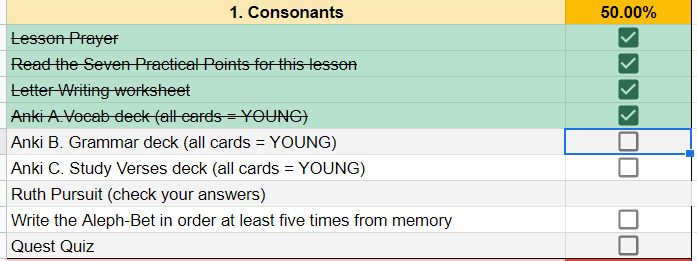 1. Consonants 50.00%
Lesson Prayer
Read the Seven Practical Points for this lesson
Letter Writing worksheet
Anki A.Vocab deck (all cards = YOUNG)
Anki B. Grammar deck (all cards = YOUNG)
Anki C. Study Verses deck (all cards = YOUNG)
Ruth Pursuit (check your answers)
Write the Aleph-Bet in order at least five times from memory
Quest Quiz